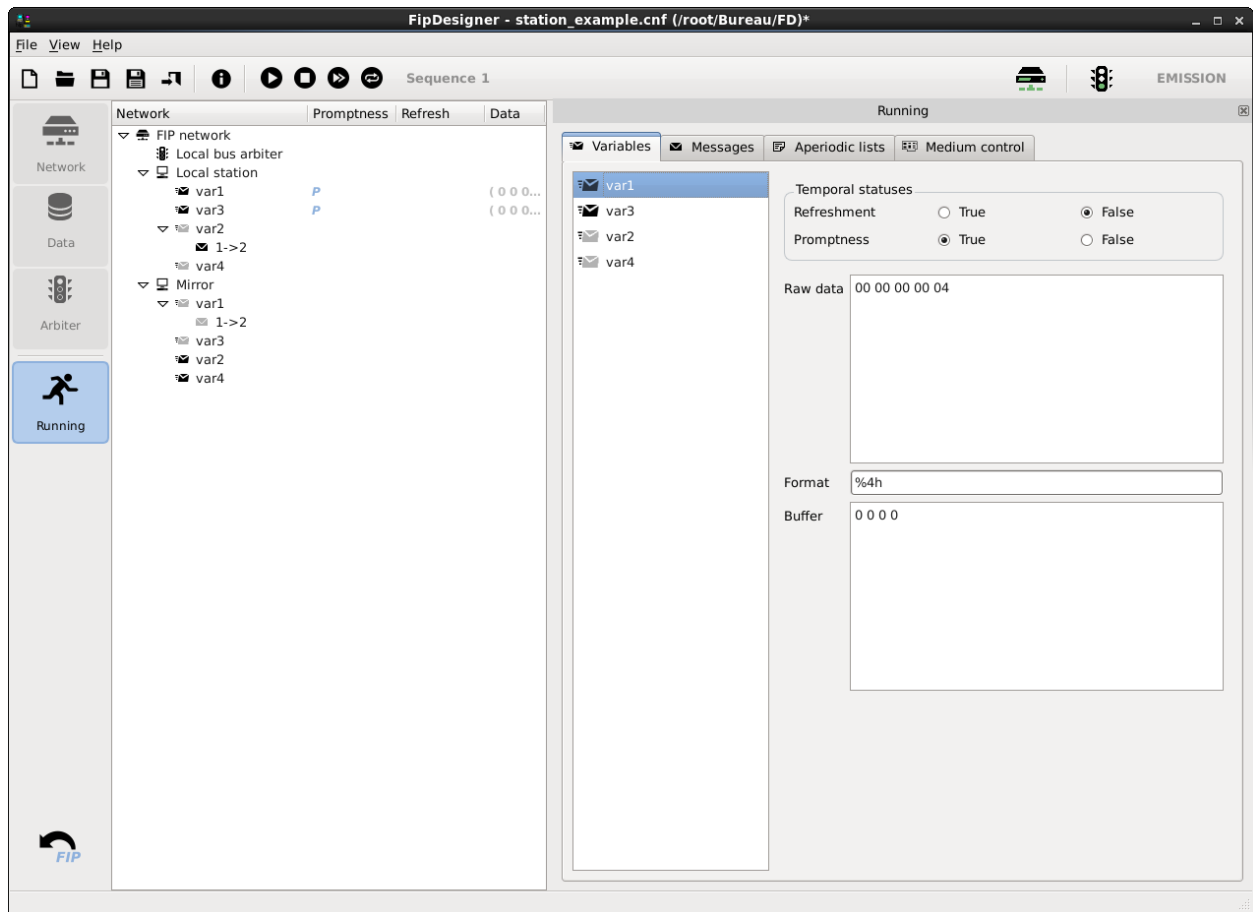 FipDesigner - station_example.cnf (/root/Bureau/FD)*
File View Help
Sequence 1
EMISSION
Network
Data
Arbiter
Running
FIP
Network Promptness Refresh Data
FIP network
Local bus arbiter
Local station
var1 P ( 0 0 0...
var3 P ( 0 0 0...
var2
1->2
var4
Mirror
var1
1->2
var3
var2
var4
Running
Variables Messages Aperiodic lists Medium control
var1
var3
var2
var4
Temporal statuses
Refreshment True False
Promptness True False
Raw data 00 00 00 00 04
Format %4h
Buffer 0 0 0 0